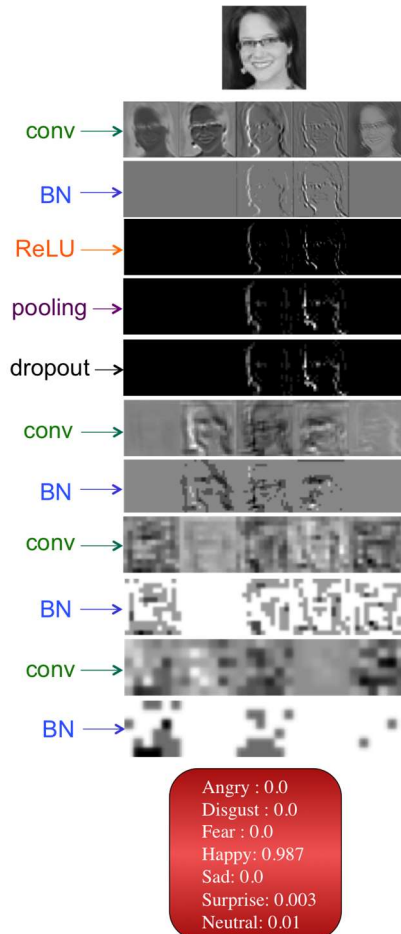 conv
BN
ReLU
pooling
dropout
conv
BN
conv
BN
conv
BN
Angry : 0.0
Disgust : 0.0
Fear : 0.0
Happy: 0.987
Sad: 0.0
Surprise: 0.003
Neutral: 0.01